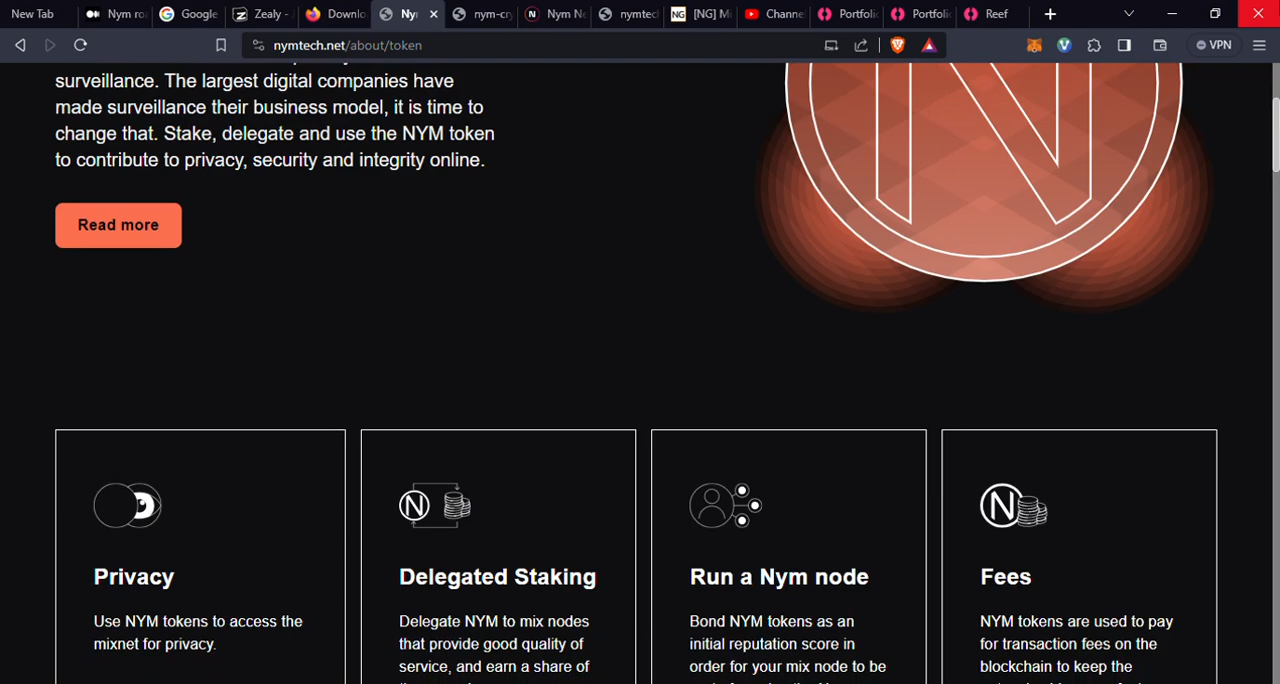 New Tab
Nym ro
Google
Zealy -
Downlo
Ny
nym-cr
Nym N
nymtec
NG [NG] M
Channe
Portfoli
Portfoli
Reef
nymtech.net/about/token
VPN
surveillance. The largest digital companies have
made surveillance their business model, it is time to
change that. Stake, delegate and use the NYM token
to contribute to privacy, security and integrity online.
Read more
Privacy
Use NYM tokens to access the
mixnet for privacy.
Delegated Staking
Delegate NYM to mix nodes
that provide good quality of
service, and earn a share of
Run a Nym node
Bond NYM tokens as an
initial reputation score in
order for your mix node to be
Fees
NYM tokens are used to pay
for transaction fees on the
blockchain to keep the